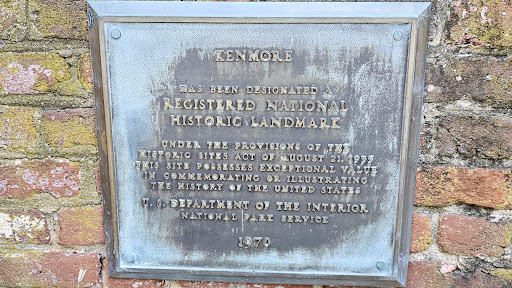 KENMORE
HAS BEEN DESIGNATED A
REGISTERED NATIONAL
HISTORIC LANDMARK
UNDER THE PROVISIONS OF THE
HISTORIC SITES ACT OF AUGUST 21, 1935
THIS SITE POSSESSES EXCEPTIONAL VALUE
IN COMMEMORATING OR ILLUSTRATING
THE HISTORY OF THE UNITED STATES
U. S. DEPARTMENT OF THE INTERIOR
NATIONAL PARK SERVICE
1970